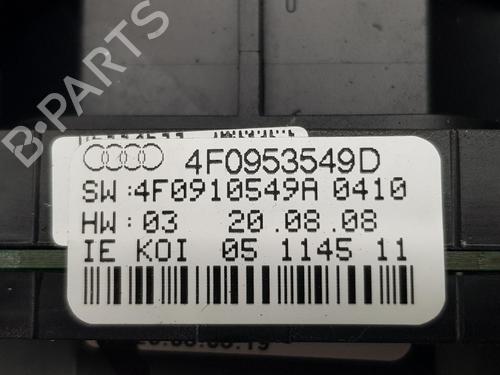 B-PARTS
4F0953549D
SW :4F0910549A 0410
HW: 03 20.08.08
IE KOI 05 1145 11